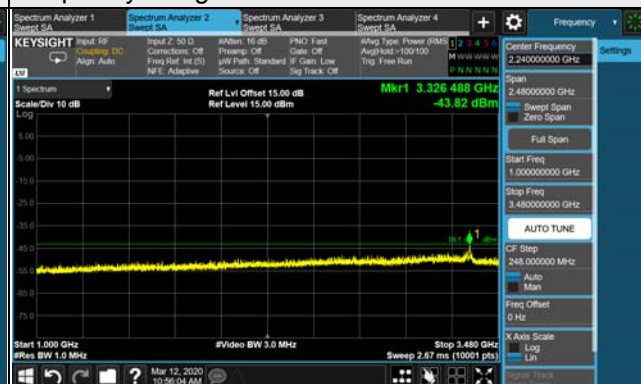 Spectrum Analyzer 1
Swept SA
Spectrum Analyzer 2
Swept SA
Spectrum Analyzer 3
Swept SA
Spectrum Analyzer 4
Swept SA
+
Frequency
KEYSIGHT
Input: RF
Coupling: DC
Align: Auto
Input Z: 50 Ω
Corrections: Off
Freq Ref: Int (S)
NFE: Adaptive
#Atten: 16 dB
Preamp: Off
µW Path: Standard
Source: Off
PNO: Fast
Gate: Off
IF Gain: Low
Sig Track: Off
#Avg Type: Power (RMS)
Avg|Hold: >100/100
Trig: Free Run
1 2 3 4 5 6
M W W W W W
P N N N N N
LXI
1 Spectrum
Scale/Div 10 dB
Log
Ref Lvl Offset 15.00 dB
Ref Level 15.00 dBm
Mkr1 3.326 488 GHz
-43.82 dBm
5.00
-5.00
-15.0
-25.0
-35.0
-45.0
-55.0
-65.0
-75.0
1
Start 1.000 GHz
#Res BW 1.0 MHz
#Video BW 3.0 MHz
Stop 3.480 GHz
Sweep 2.67 ms (10001 pts)
Mar 12, 2020
10:56:04 AM
Settings
Center Frequency
2.240000000 GHz
Span
2.48000000 GHz
Swept Span
Zero Span
Full Span
Start Freq
1.000000000 GHz
Stop Freq
3.480000000 GHz
AUTO TUNE
CF Step
248.000000 MHz
Auto
Man
Freq Offset
0 Hz
X Axis Scale
Log
Lin
Signal Track